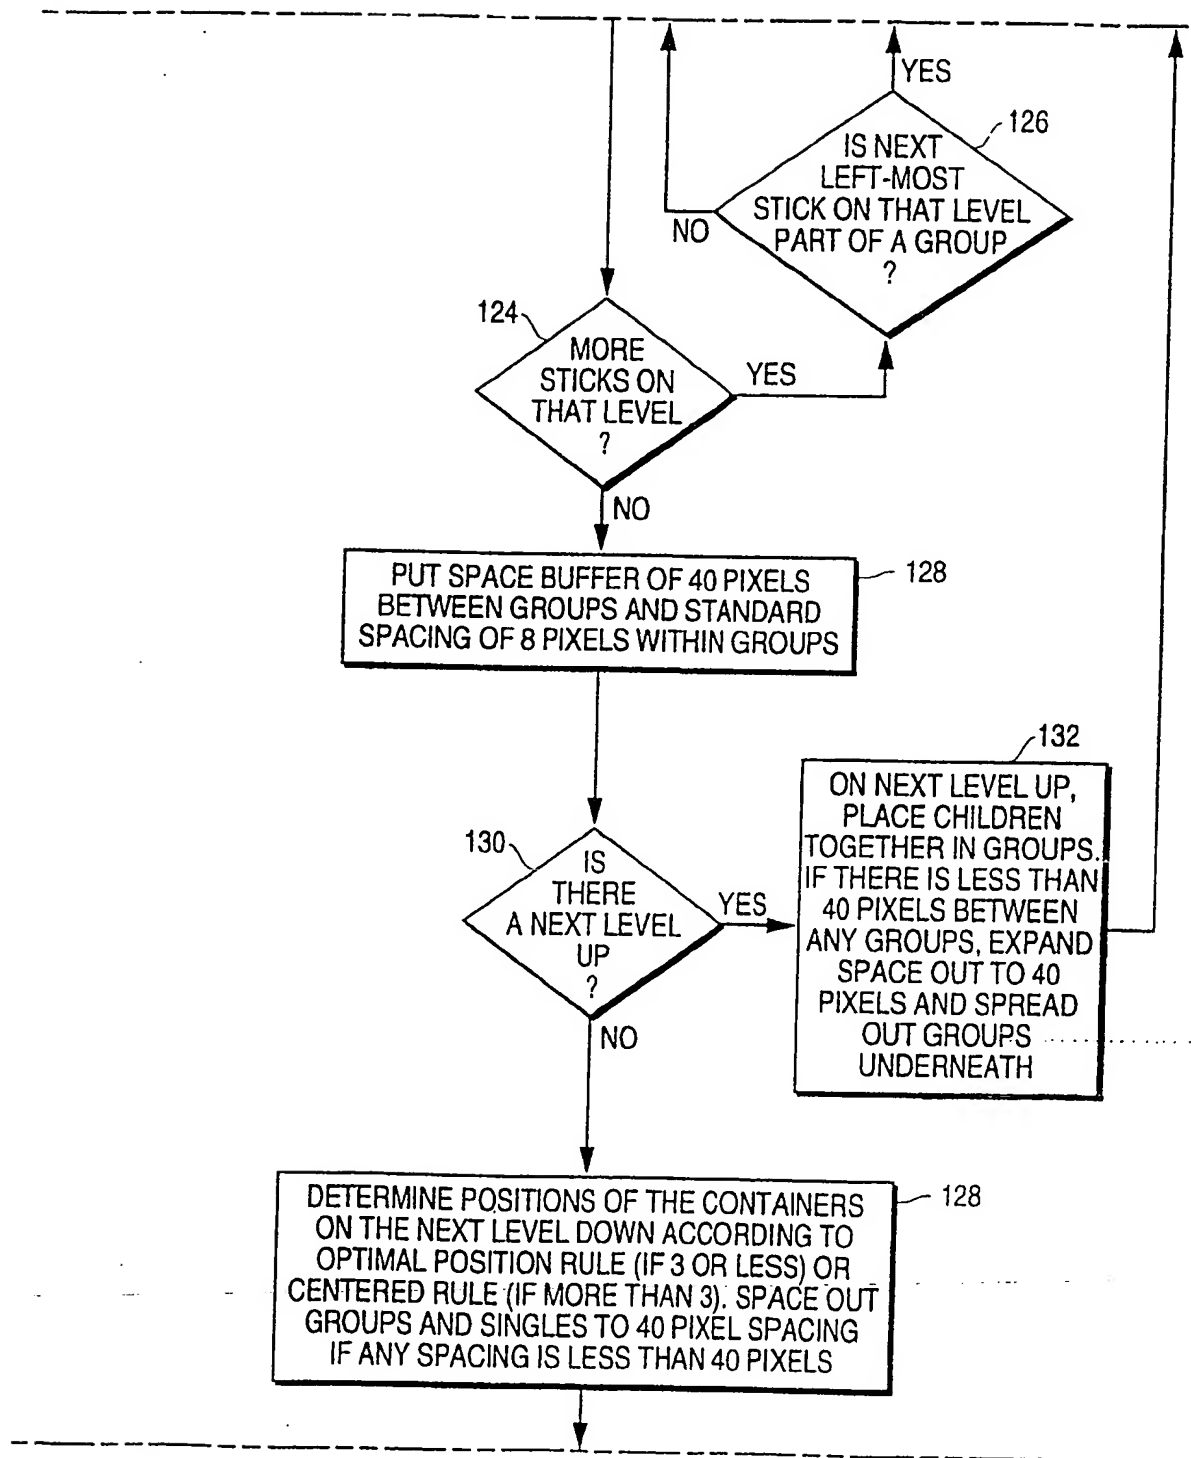 YES
126
IS NEXT
LEFT-MOST
STICK ON THAT LEVEL
PART OF A GROUP
?
NO
124
MORE
STICKS ON
THAT LEVEL
?
YES
NO
PUT SPACE BUFFER OF 40 PIXELS
BETWEEN GROUPS AND STANDARD
SPACING OF 8 PIXELS WITHIN GROUPS
128
130
IS
THERE
A NEXT LEVEL
UP
?
YES
NO
132
ON NEXT LEVEL UP,
PLACE CHILDREN
TOGETHER IN GROUPS.
IF THERE IS LESS THAN
40 PIXELS BETWEEN
ANY GROUPS, EXPAND
SPACE OUT TO 40
PIXELS AND SPREAD
OUT GROUPS
UNDERNEATH
DETERMINE POSITIONS OF THE CONTAINERS
ON THE NEXT LEVEL DOWN ACCORDING TO
OPTIMAL POSITION RULE (IF 3 OR LESS) OR
CENTERED RULE (IF MORE THAN 3). SPACE OUT
GROUPS AND SINGLES TO 40 PIXEL SPACING
IF ANY SPACING IS LESS THAN 40 PIXELS
128